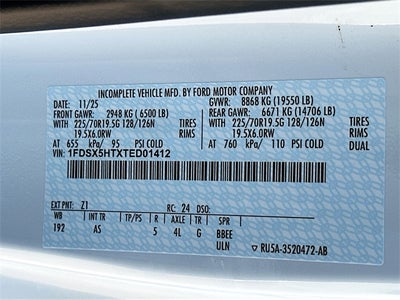 INCOMPLETE VEHICLE MFD. BY FORD MOTOR COMPANY
11/25 GVWR: 8868 KG (19550 LB)
FRONT GAWR: 2948 KG (6500 LB) REAR GAWR: 6671 KG (14706 LB)
WITH 225/70R19.5G 128/126N TIRES WITH 225/70R19.5G 128/126N TIRES
19.5X6.0RW RIMS 19.5X6.0RW RIMS
AT 655 kPa/ 95 PSI COLD AT 760 kPa/ 110 PSI COLD DUAL
VIN: 1FDSX5HTXTED01412
EXT PNT: Z1 RC: 24 DSO:
WB INT TR TP/PS R AXLE TR SPR
192 AS 5 4L G BBEE
ULN RU5A-3520472-AB